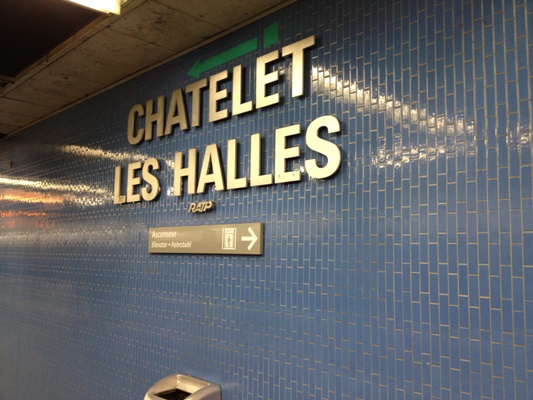 CHATELET
LES HALLES
RATP
Ascenseur
Elevator • Fahrstuhl